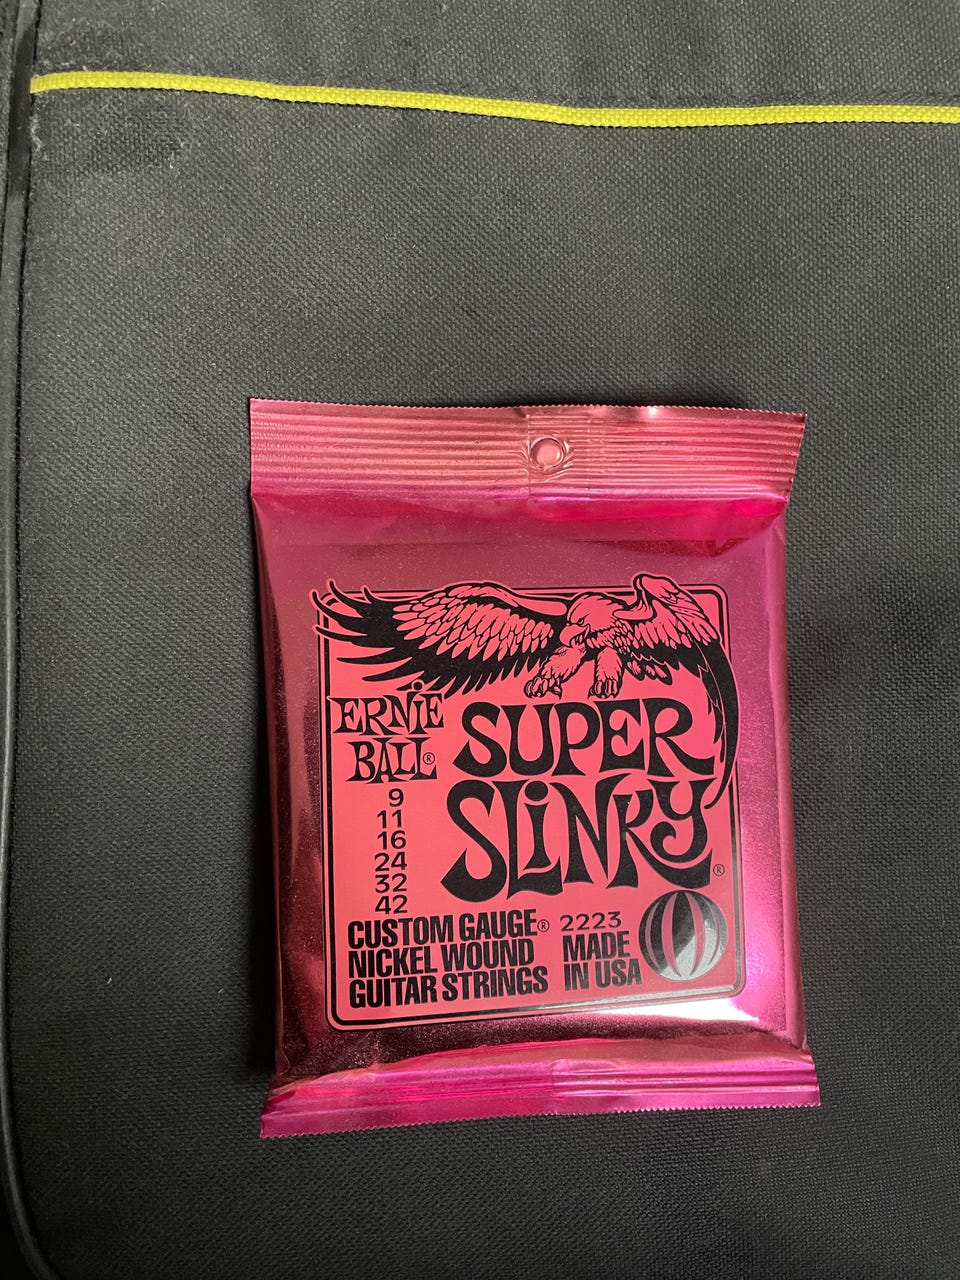 ERNIE
BALL®
SUPER
SLINKY®
9
11
16
24
32
42
CUSTOM GAUGE®
NICKEL WOUND
GUITAR STRINGS
2223
MADE
IN USA